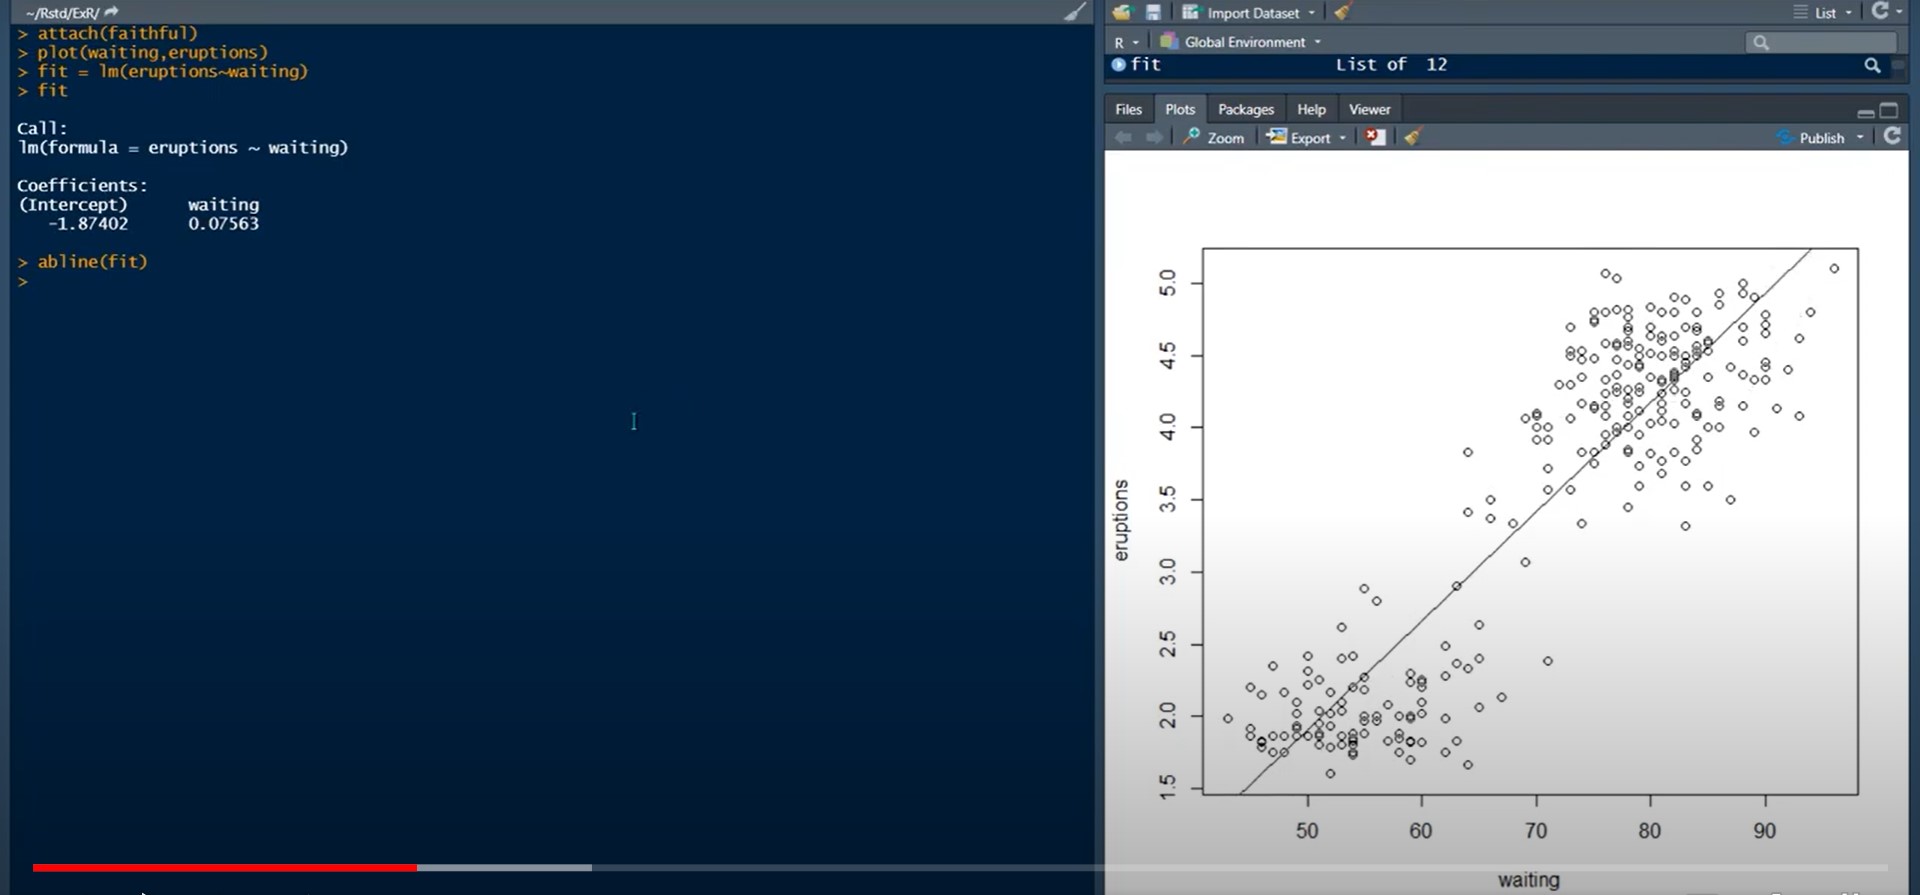 ~/Rstd/ExR/
> attach(faithful)
> plot(waiting,eruptions)
> fit = lm(eruptions~waiting)
> fit
Call:
lm(formula = eruptions ~ waiting)
Coefficients:
(Intercept) waiting
-1.87402 0.07563
> abline(fit)
>
Import Dataset List
R Global Environment
fit List of 12
Files Plots Packages Help Viewer
Zoom Export Publish
5.0
4.5
4.0
3.5
3.0
2.5
2.0
1.5
eruptions
50 60 70 80 90
waiting